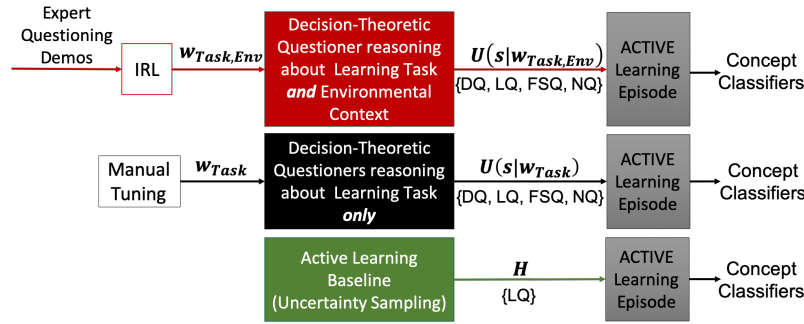 Expert
Questioning
Demos
IRL
w_{Task,Env}
Decision-Theoretic
Questioner reasoning
about Learning Task
and Environmental
Context
U(s|w_{Task,Env})
{DQ, LQ, FSQ, NQ}
ACTIVE
Learning
Episode
Concept
Classifiers
Manual
Tuning
w_{Task}
Decision-Theoretic
Questioners reasoning
about Learning Task
only
U(s|w_{Task})
{DQ, LQ, FSQ, NQ}
ACTIVE
Learning
Episode
Concept
Classifiers
Active Learning
Baseline
(Uncertainty Sampling)
H
{LQ}
ACTIVE
Learning
Episode
Concept
Classifiers